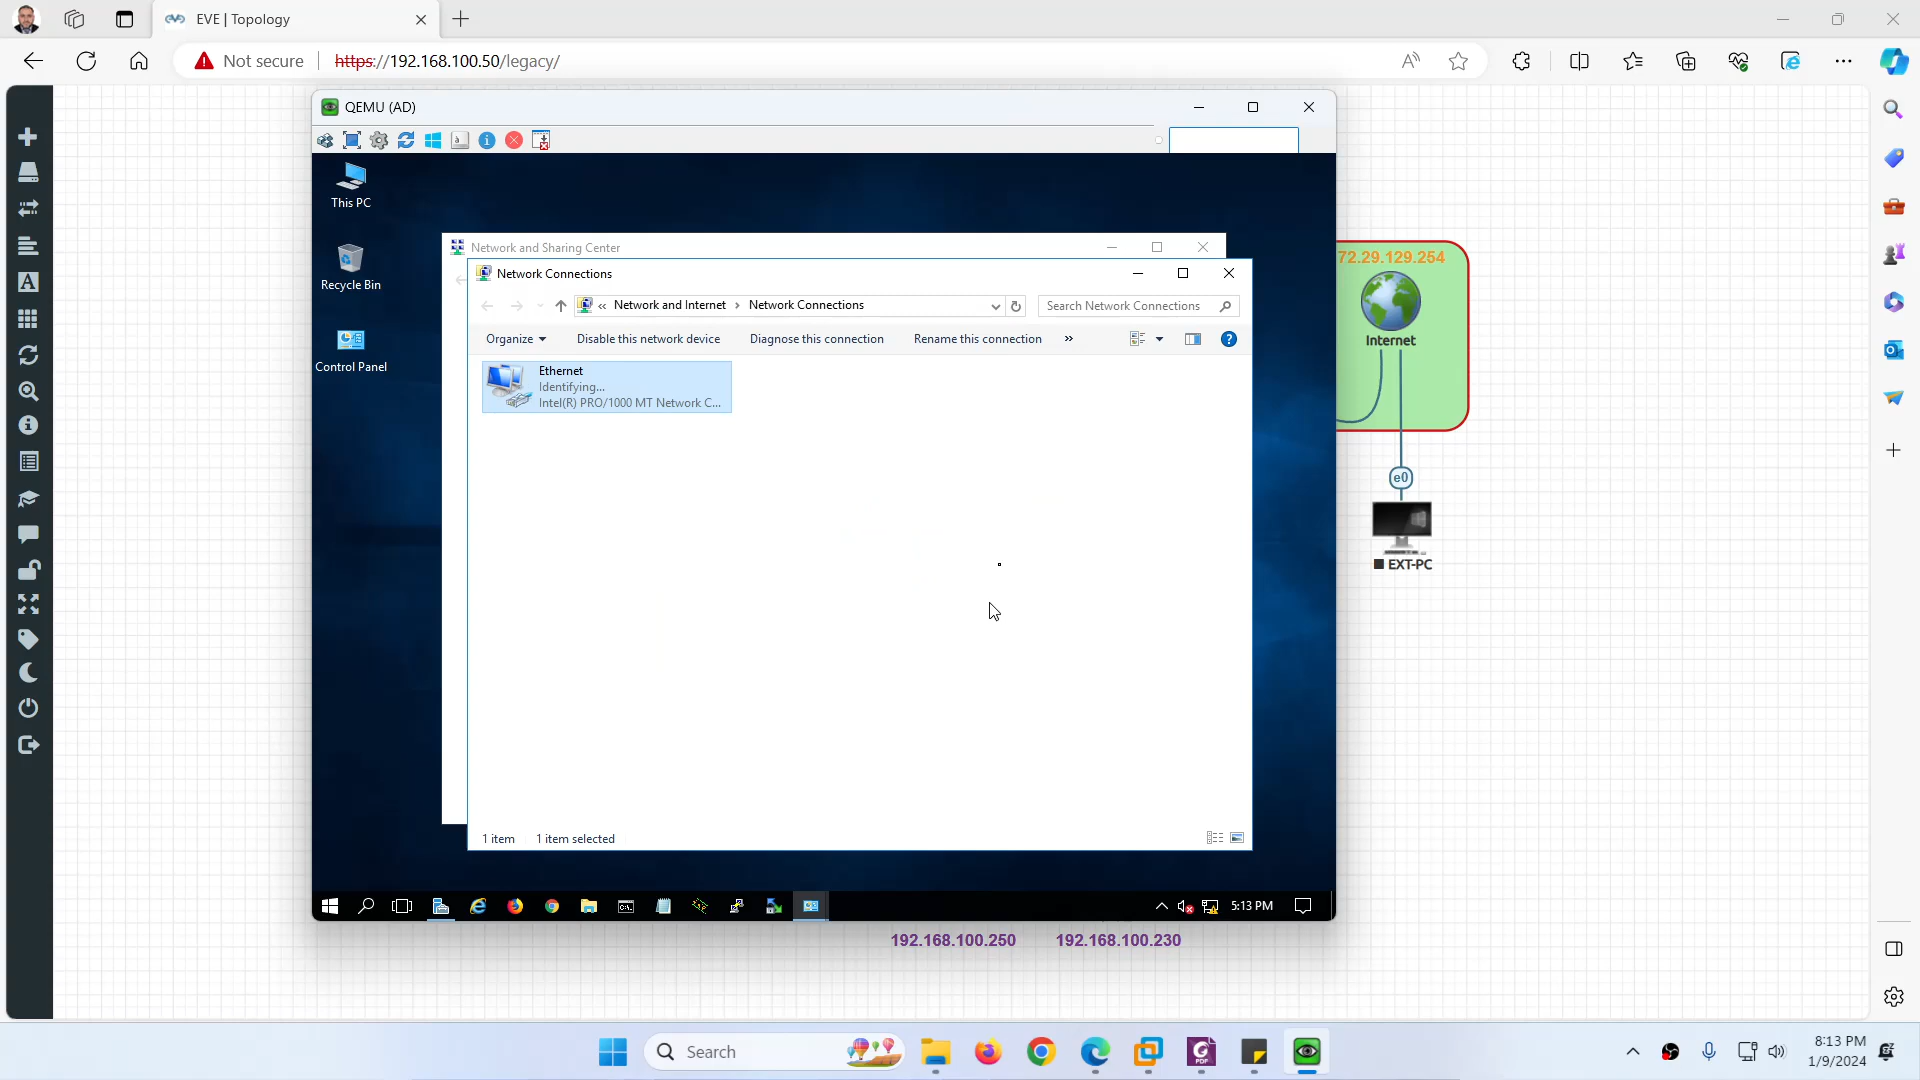 EVE | Topology
Not secure
https://192.168.100.50/legacy/
QEMU (AD)
This PC
Recycle Bin
Control Panel
Network and Sharing Center
Network Connections
« Network and Internet › Network Connections
Search Network Connections
Organize
Disable this network device
Diagnose this connection
Rename this connection
»
Ethernet
Identifying...
Intel(R) PRO/1000 MT Network C...
1 item
1 item selected
5:13 PM
72.29.129.254
Internet
e0
EXT-PC
192.168.100.250
192.168.100.230
Search
8:13 PM
1/9/2024